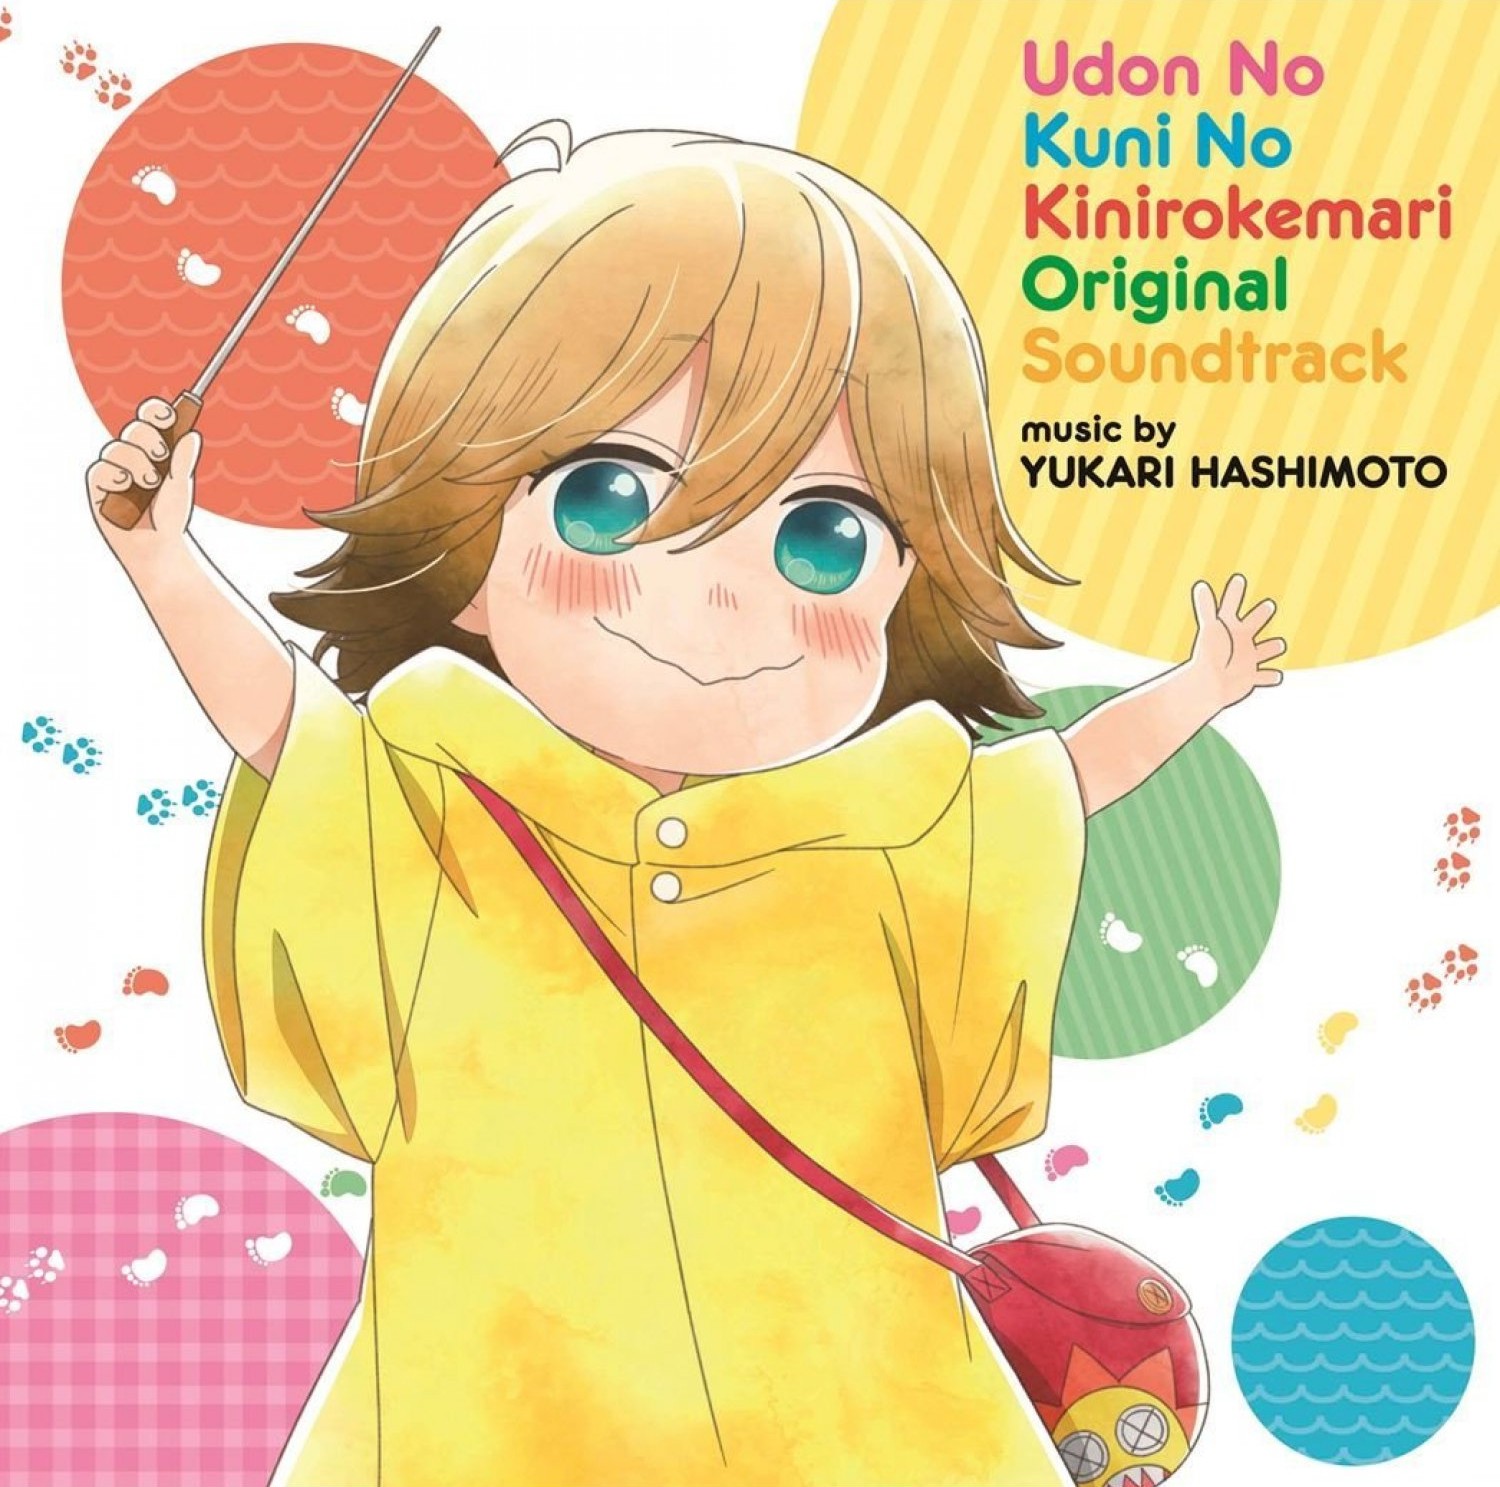 Udon No
Kuni No
Kinirokemari
Original
Soundtrack
music by
YUKARI HASHIMOTO